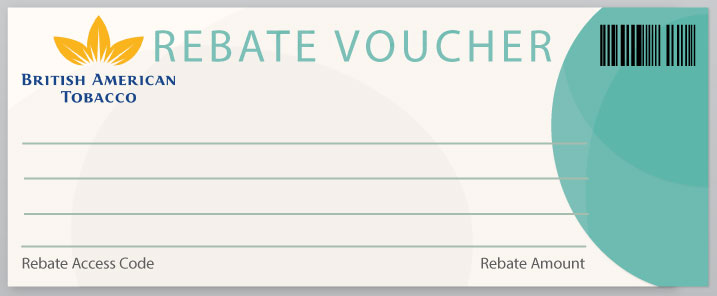 REBATE VOUCHER
BRITISH AMERICAN
TOBACCO
Rebate Access Code
Rebate Amount